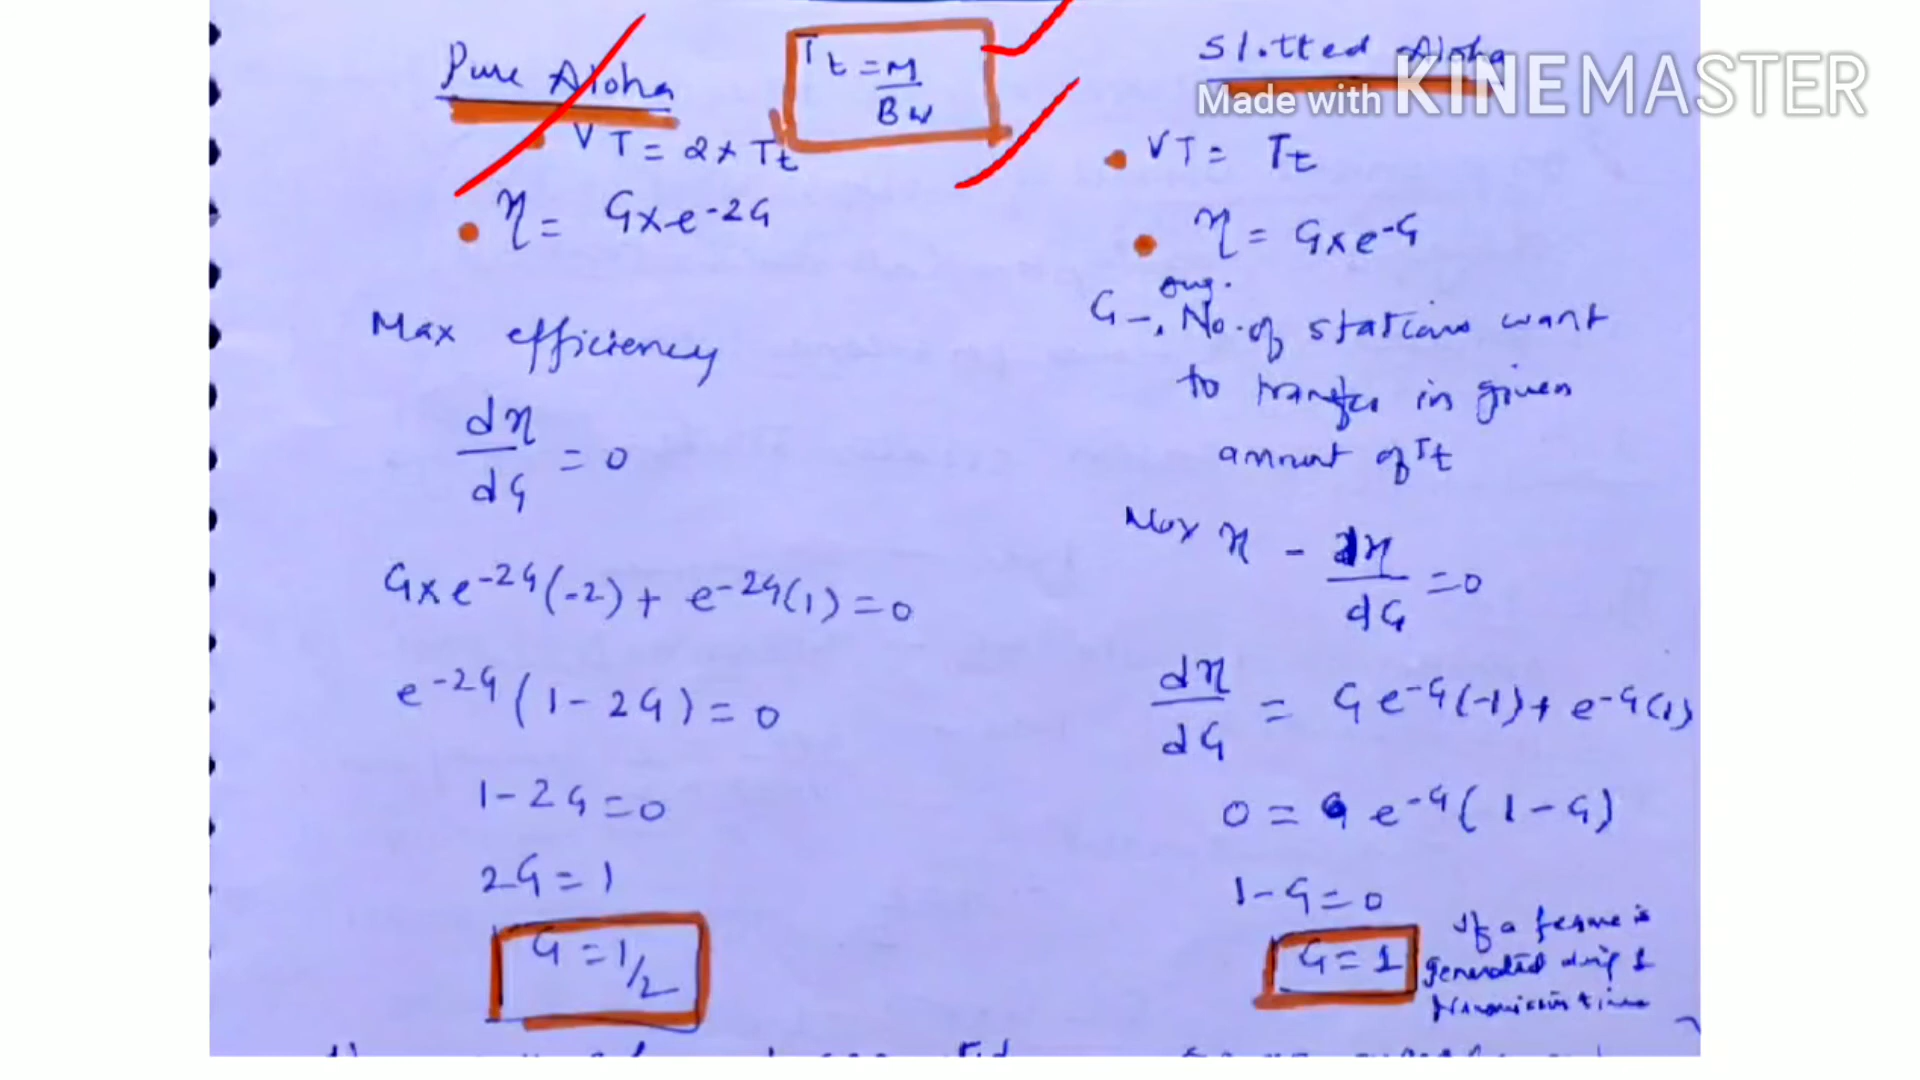 Pure Aloha
VT = 2 x Tt
η = G x e-2G
Max efficiency
dη
dG
= 0
G x e-2G (-2) + e-2G (1) = 0
e-2G (1 - 2G) = 0
1 - 2G = 0
2G = 1
G = 1/2
Tt = M
Bw
Slotted Aloha
Made with KINEMASTER
VT = Tt
η = G x e-G
avg.
G -. No. of stations want
to transfer in given
amount of Tt
Max η - dη
dG
= 0
dη
dG
= G e-G (-1) + e-G (1)
0 = e-G (1 - G)
1 - G = 0
G = 1
If a frame is
generated 1
transmission time